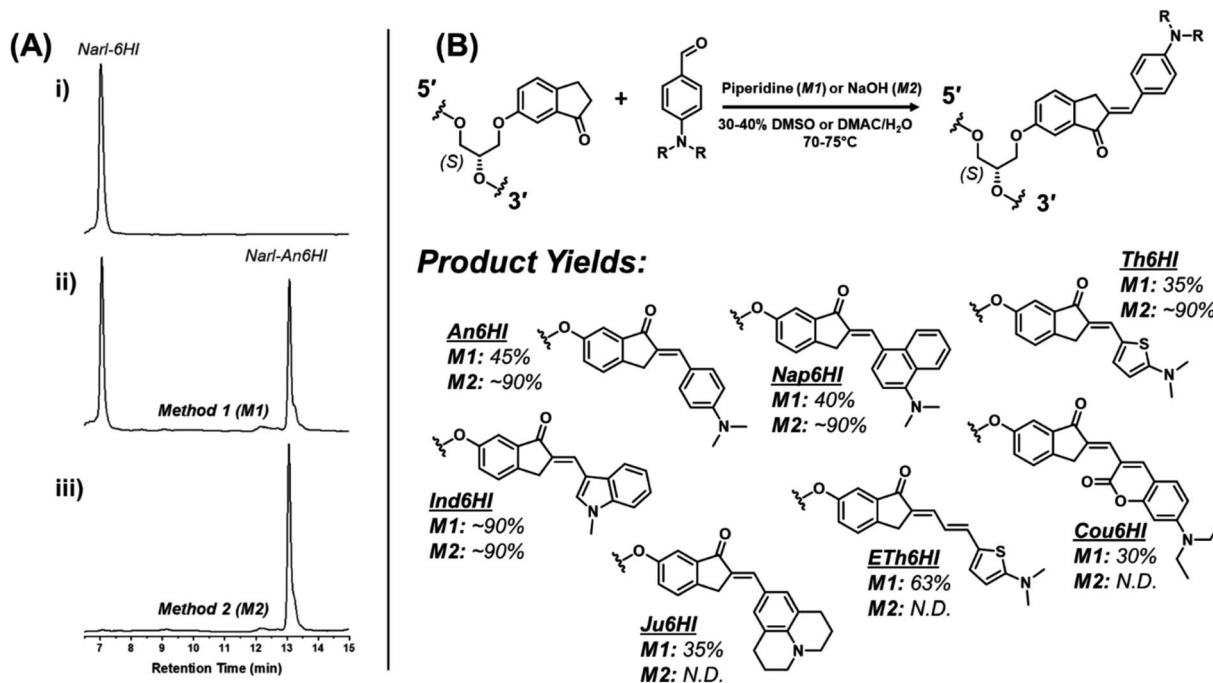 (A)
NarI-6HI
i)
NarI-An6HI
ii)
Method 1 (M1)
iii)
Method 2 (M2)
7 8 9 10 11 12 13 14 15
Retention Time (min)
(B)
5′
O
O
O
(S)
O
3′
+
O
N
R R
Piperidine (M1) or NaOH (M2)
30-40% DMSO or DMAC/H₂O
70-75°C
R
N R
5′
O
O
O
(S)
O
3′
Product Yields:
An6HI
M1: 45%
M2: ~90%
O
O
N
Nap6HI
M1: 40%
M2: ~90%
O
O
N
Th6HI
M1: 35%
M2: ~90%
O
O
S
N
Ind6HI
M1: ~90%
M2: ~90%
O
O
N
Ju6HI
M1: 35%
M2: N.D.
O
O
N
ETh6HI
M1: 63%
M2: N.D.
O
O
S
N
Cou6HI
M1: 30%
M2: N.D.
O
O
O
O
N